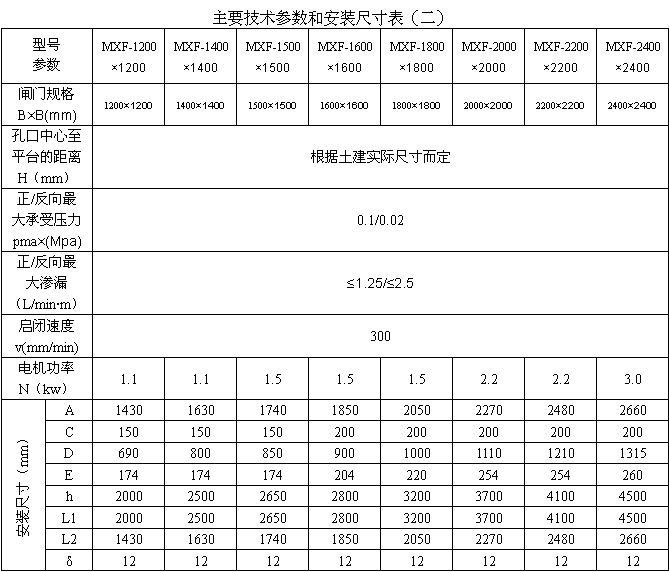 主要技术参数和安装尺寸表（二）
型号 MXF-1200 MXF-1400 MXF-1500 MXF-1600 MXF-1800 MXF-2000 MXF-2200 MXF-2400
参数 ×1200 ×1400 ×1500 ×1600 ×1800 ×2000 ×2200 ×2400
闸门规格
B×B(mm) 1200×1200 1400×1400 1500×1500 1600×1600 1800×1800 2000×2000 2200×2200 2400×2400
孔口中心至
平台的距离 根据土建实际尺寸而定
H（mm）
正/反向最
大承受压力 0.1/0.02
pma×(Mpa)
正/反向最
大渗漏 ≤1.25/≤2.5
（L/min·m）
启闭速度
v(mm/min) 300
电机功率
N（kw） 1.1 1.1 1.5 1.5 1.5 2.2 2.2 3.0
安装尺寸（mm）
A 1430 1630 1740 1850 2050 2270 2480 2660
C 150 150 150 200 200 200 200 200
D 690 800 850 900 1000 1110 1210 1315
E 174 174 174 204 220 254 254 260
h 2000 2500 2650 2800 3200 3700 4100 4500
L1 2000 2500 2650 2800 3200 3700 4100 4500
L2 1430 1630 1740 1850 2050 2270 2480 2660
δ 12 12 12 12 12 12 12 12